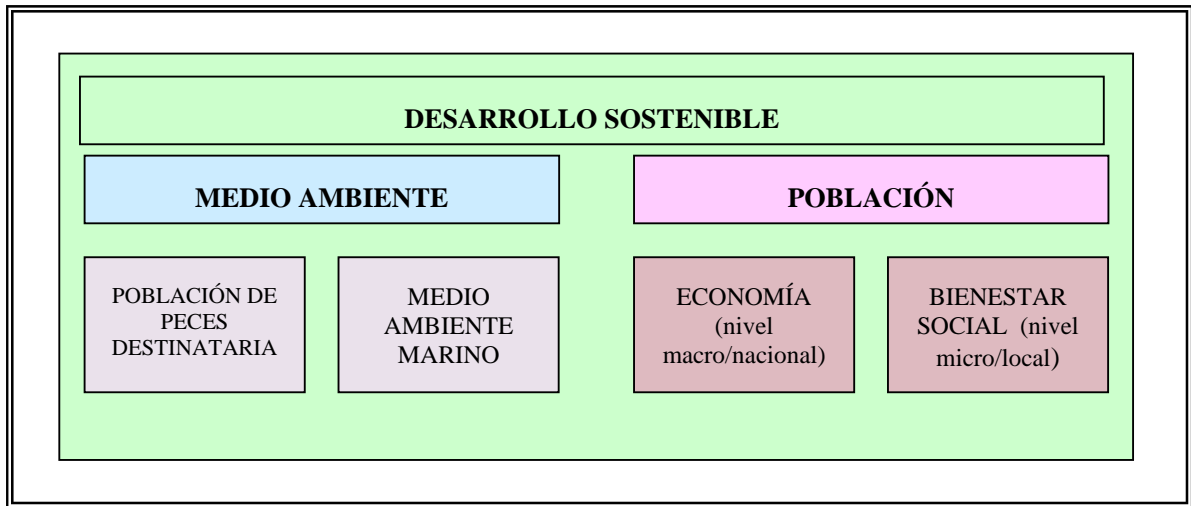 DESARROLLO SOSTENIBLE
MEDIO AMBIENTE
POBLACIÓN
POBLACIÓN DE
PECES
DESTINATARIA
MEDIO
AMBIENTE
MARINO
ECONOMÍA
(nivel
macro/nacional)
BIENESTAR
SOCIAL (nivel
micro/local)